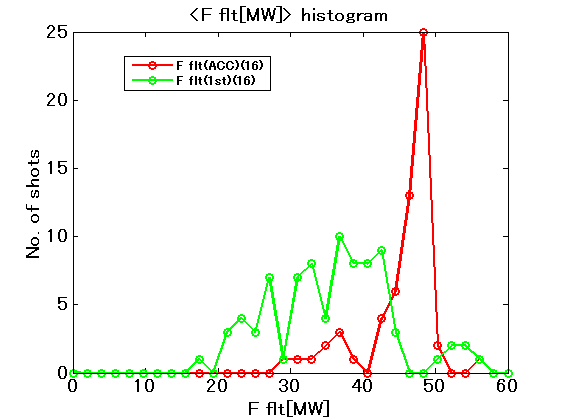 <F flt[MW]> histogram
25
20
15
10
5
0
No. of shots
F flt(ACC)(16)
F flt(1st)(16)
0 10 20 30 40 50 60
F flt[MW]